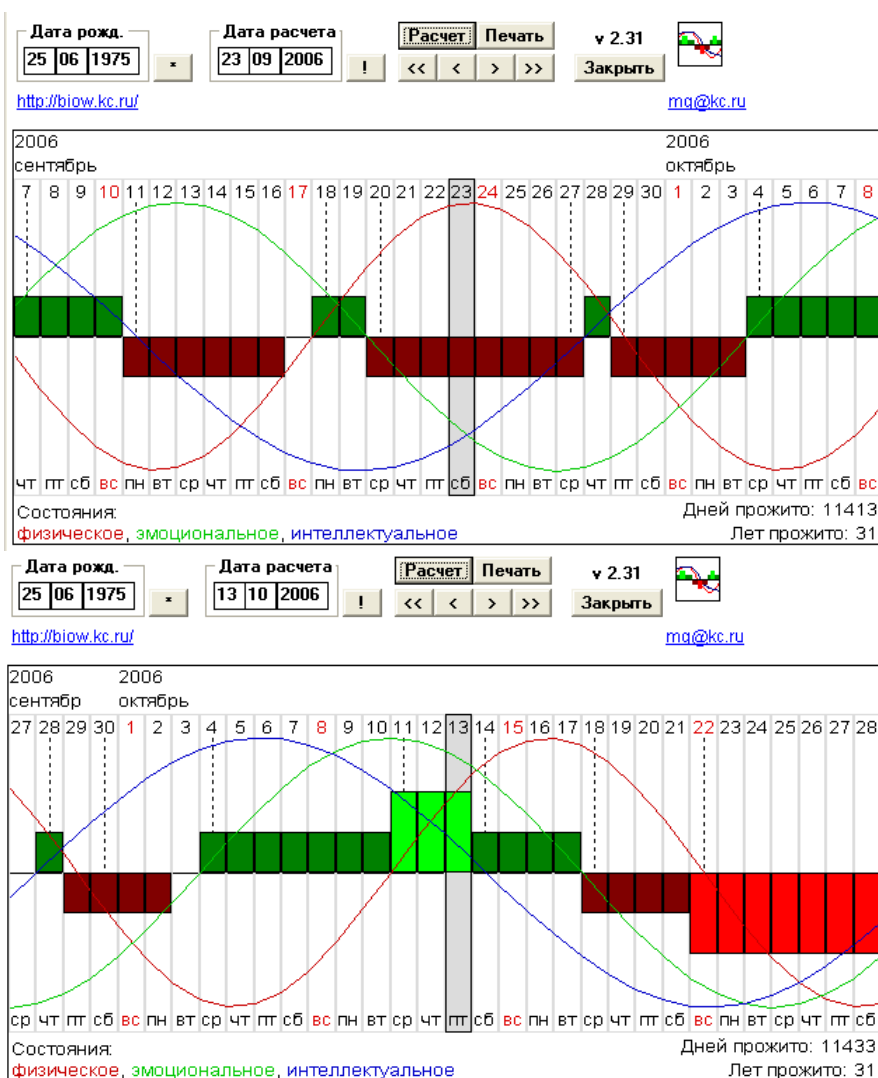 Дата рожд. Дата расчета Расчет Печать v 2.31
25 06 1975 * 23 09 2006 ! << < > >> Закрыть
http://biow.kc.ru/ mq@kc.ru
2006 2006
сентябрь октябрь
7 8 9 10 11 12 13 14 15 16 17 18 19 20 21 22 23 24 25 26 27 28 29 30 1 2 3 4 5 6 7 8
чт пт сб вс пн вт ср чт пт сб вс пн вт ср чт пт сб вс пн вт ср чт пт сб вс пн вт ср чт пт сб вс
Состояния: Дней прожито: 11413
физическое, эмоциональное, интеллектуальное Лет прожито: 31
Дата рожд. Дата расчета Расчет Печать v 2.31
25 06 1975 * 13 10 2006 ! << < > >> Закрыть
http://biow.kc.ru/ mq@kc.ru
2006 2006
сентябр октябрь
27 28 29 30 1 2 3 4 5 6 7 8 9 10 11 12 13 14 15 16 17 18 19 20 21 22 23 24 25 26 27 28
ср чт пт сб вс пн вт ср чт пт сб вс пн вт ср чт пт сб вс пн вт ср чт пт сб вс пн вт ср чт пт сб
Состояния: Дней прожито: 11433
физическое, эмоциональное, интеллектуальное Лет прожито: 31